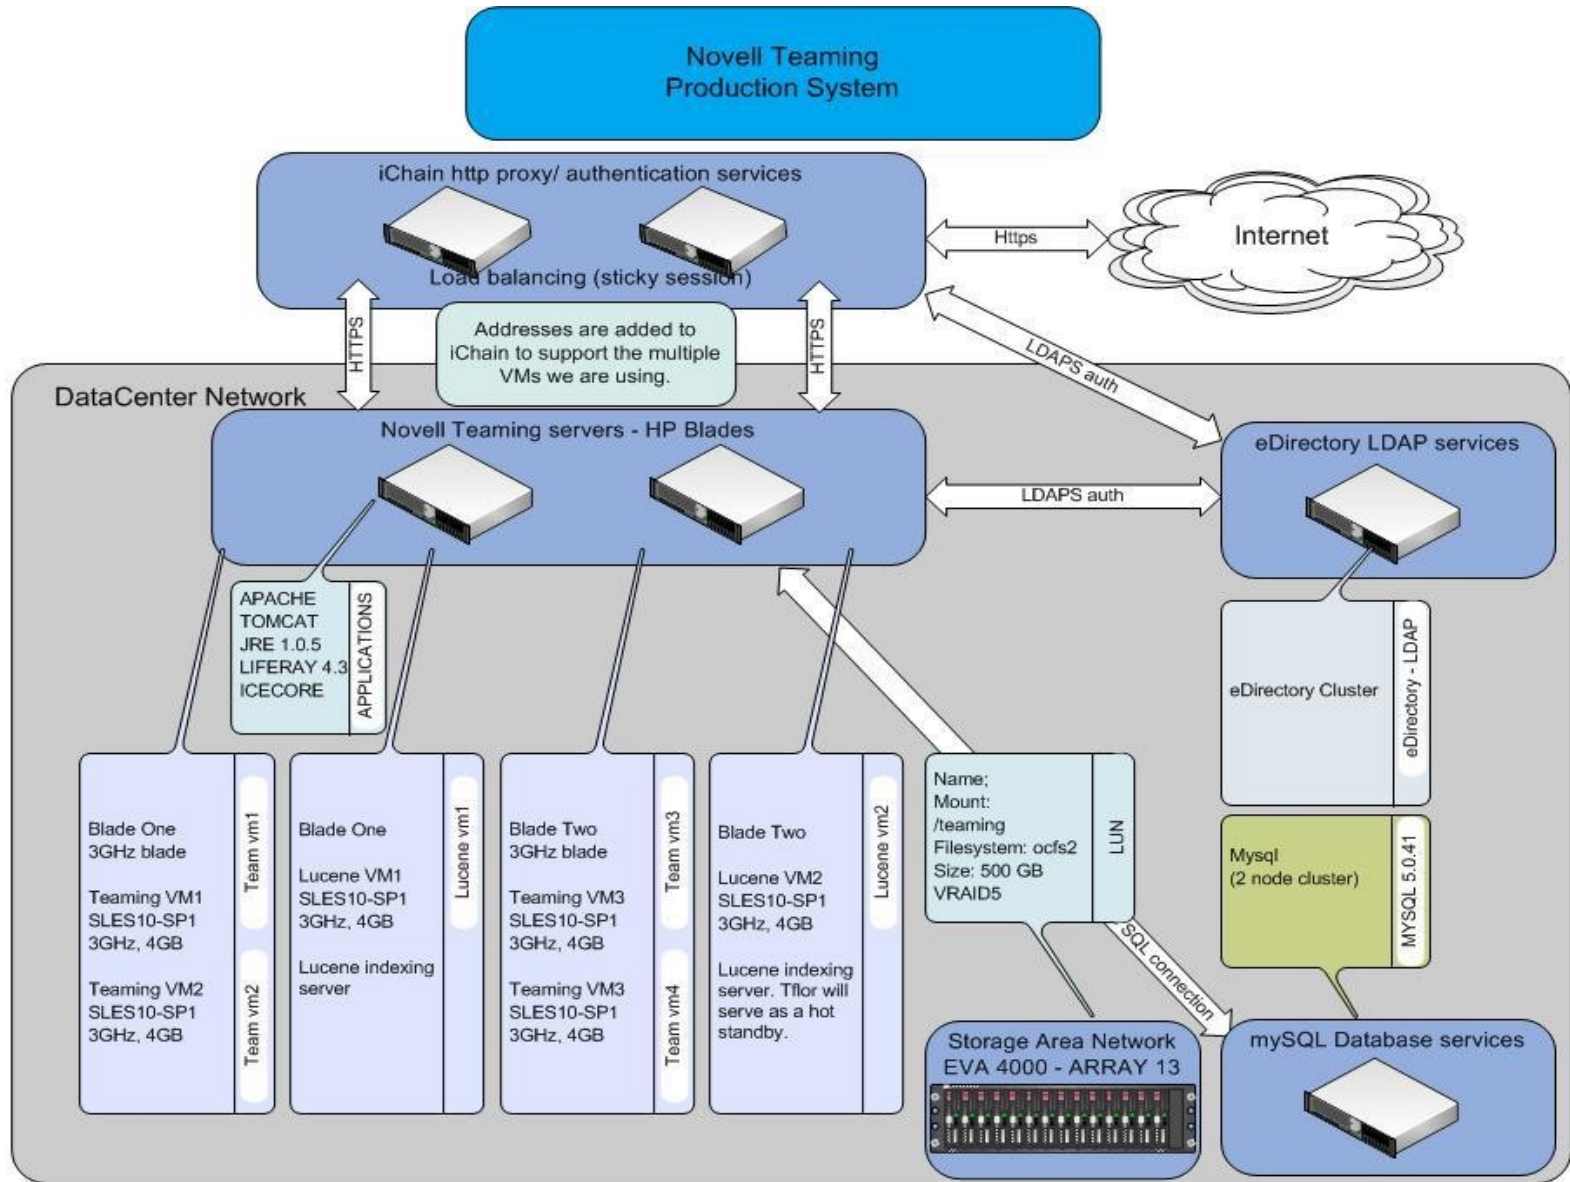 Novell Teaming
Production System
iChain http proxy/ authentication services
Load balancing (sticky session)
Https
Internet
HTTPS
Addresses are added to
iChain to support the multiple
VMs we are using.
HTTPS
LDAPS auth
DataCenter Network
Novell Teaming servers - HP Blades
LDAPS auth
eDirectory LDAP services
APACHE
TOMCAT
JRE 1.0.5
LIFERAY 4.3
ICECORE
APPLICATIONS
eDirectory Cluster
eDirectory - LDAP
Blade One
3GHz blade
Teaming VM1
SLES10-SP1
3GHz, 4GB
Teaming VM2
SLES10-SP1
3GHz, 4GB
Team vm1
Team vm2
Blade One
Lucene VM1
SLES10-SP1
3GHz, 4GB
Lucene indexing
server
Lucene vm1
Blade Two
3GHz blade
Teaming VM3
SLES10-SP1
3GHz, 4GB
Teaming VM3
SLES10-SP1
3GHz, 4GB
Team vm3
Team vm4
Blade Two
Lucene VM2
SLES10-SP1
3GHz, 4GB
Lucene indexing
server. Tflor will
serve as a hot
standby.
Lucene vm2
Name;
Mount:
/teaming
Filesystem: ocfs2
Size: 500 GB
VRAID5
LUN
Mysql
(2 node cluster)
MYSQL 5.0.41
SQL connection
Storage Area Network
EVA 4000 - ARRAY 13
mySQL Database services